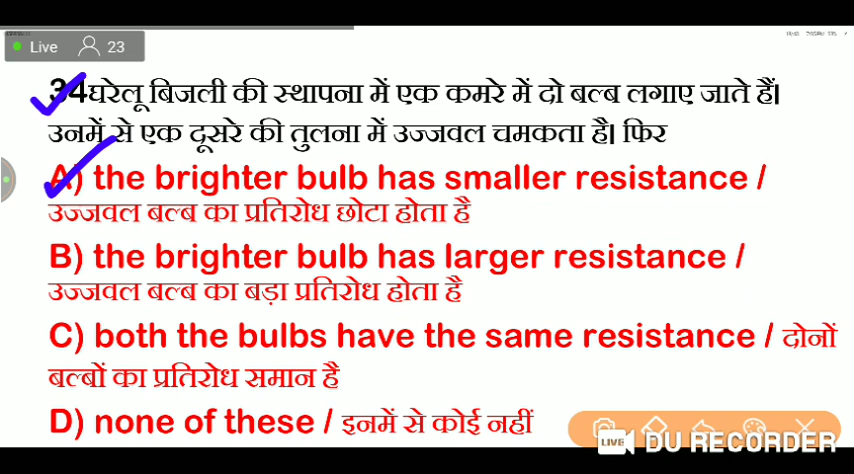 Live 23
34घरेलू बिजली की स्थापना में एक कमरे में दो बल्ब लगाए जाते हैं।
उनमें से एक दूसरे की तुलना में उज्जवल चमकता है। फिर
A) the brighter bulb has smaller resistance /
उज्जवल बल्ब का प्रतिरोध छोटा होता है
B) the brighter bulb has larger resistance /
उज्जवल बल्ब का बड़ा प्रतिरोध होता है
C) both the bulbs have the same resistance / दोनों
बल्बों का प्रतिरोध समान है
D) none of these / इनमें से कोई नहीं
LIVE DU RECORDER